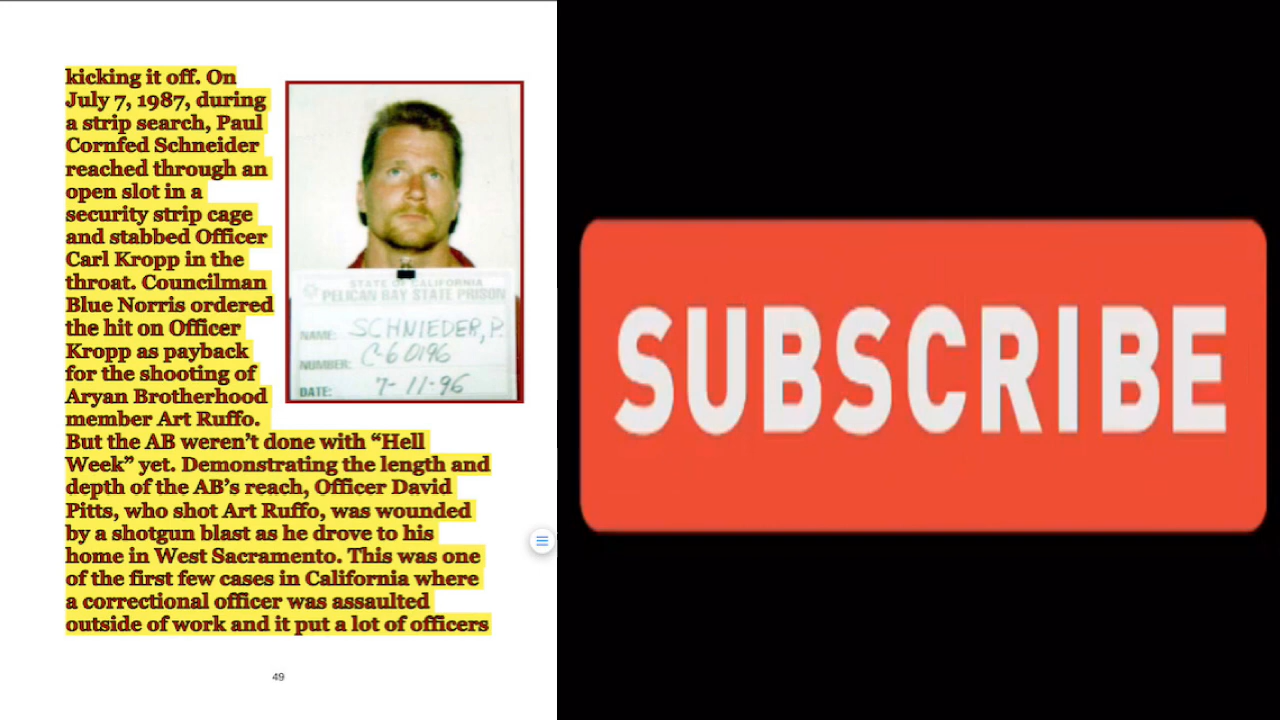 kicking it off. On
July 7, 1987, during
a strip search, Paul
Cornfed Schneider
reached through an
open slot in a
security strip cage
and stabbed Officer
Carl Kropp in the
throat. Councilman
Blue Norris ordered
the hit on Officer
Kropp as payback
for the shooting of
Aryan Brotherhood
member Art Ruffo.
But the AB weren’t done with “Hell
Week” yet. Demonstrating the length and
depth of the AB’s reach, Officer David
Pitts, who shot Art Ruffo, was wounded
by a shotgun blast as he drove to his
home in West Sacramento. This was one
of the first few cases in California where
a correctional officer was assaulted
outside of work and it put a lot of officers
49
STATE OF CALIFORNIA
PELICAN BAY STATE PRISON
NAME: SCHNIEDER, P.
NUMBER: C-60196
DATE: 7-11-96
SUBSCRIBE